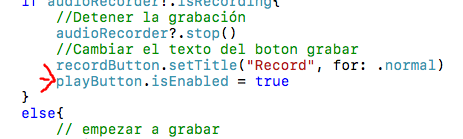 if audioRecorder?.isRecording{
//Detener la grabación
audioRecorder?.stop()
//Cambiar el texto del boton grabar
recordButton.setTitle("Record", for: .normal)
playButton.isEnabled = true
}
else{
// empezar a grabar